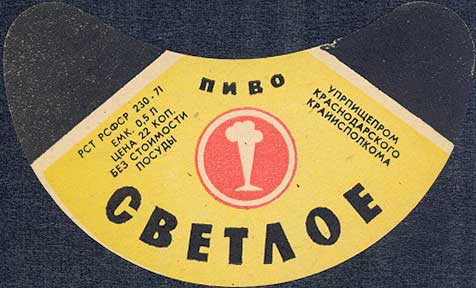 ПИВО
РСТ РСФСР 230-71
ЕМК. 0,5 Л
ЦЕНА 22 КОП.
БЕЗ СТОИМОСТИ
ПОСУДЫ
УПРПИЩЕПРОМ
КРАСНОДАРСКОГО
КРАЙИСПОЛКОМА
СВЕТЛОЕ